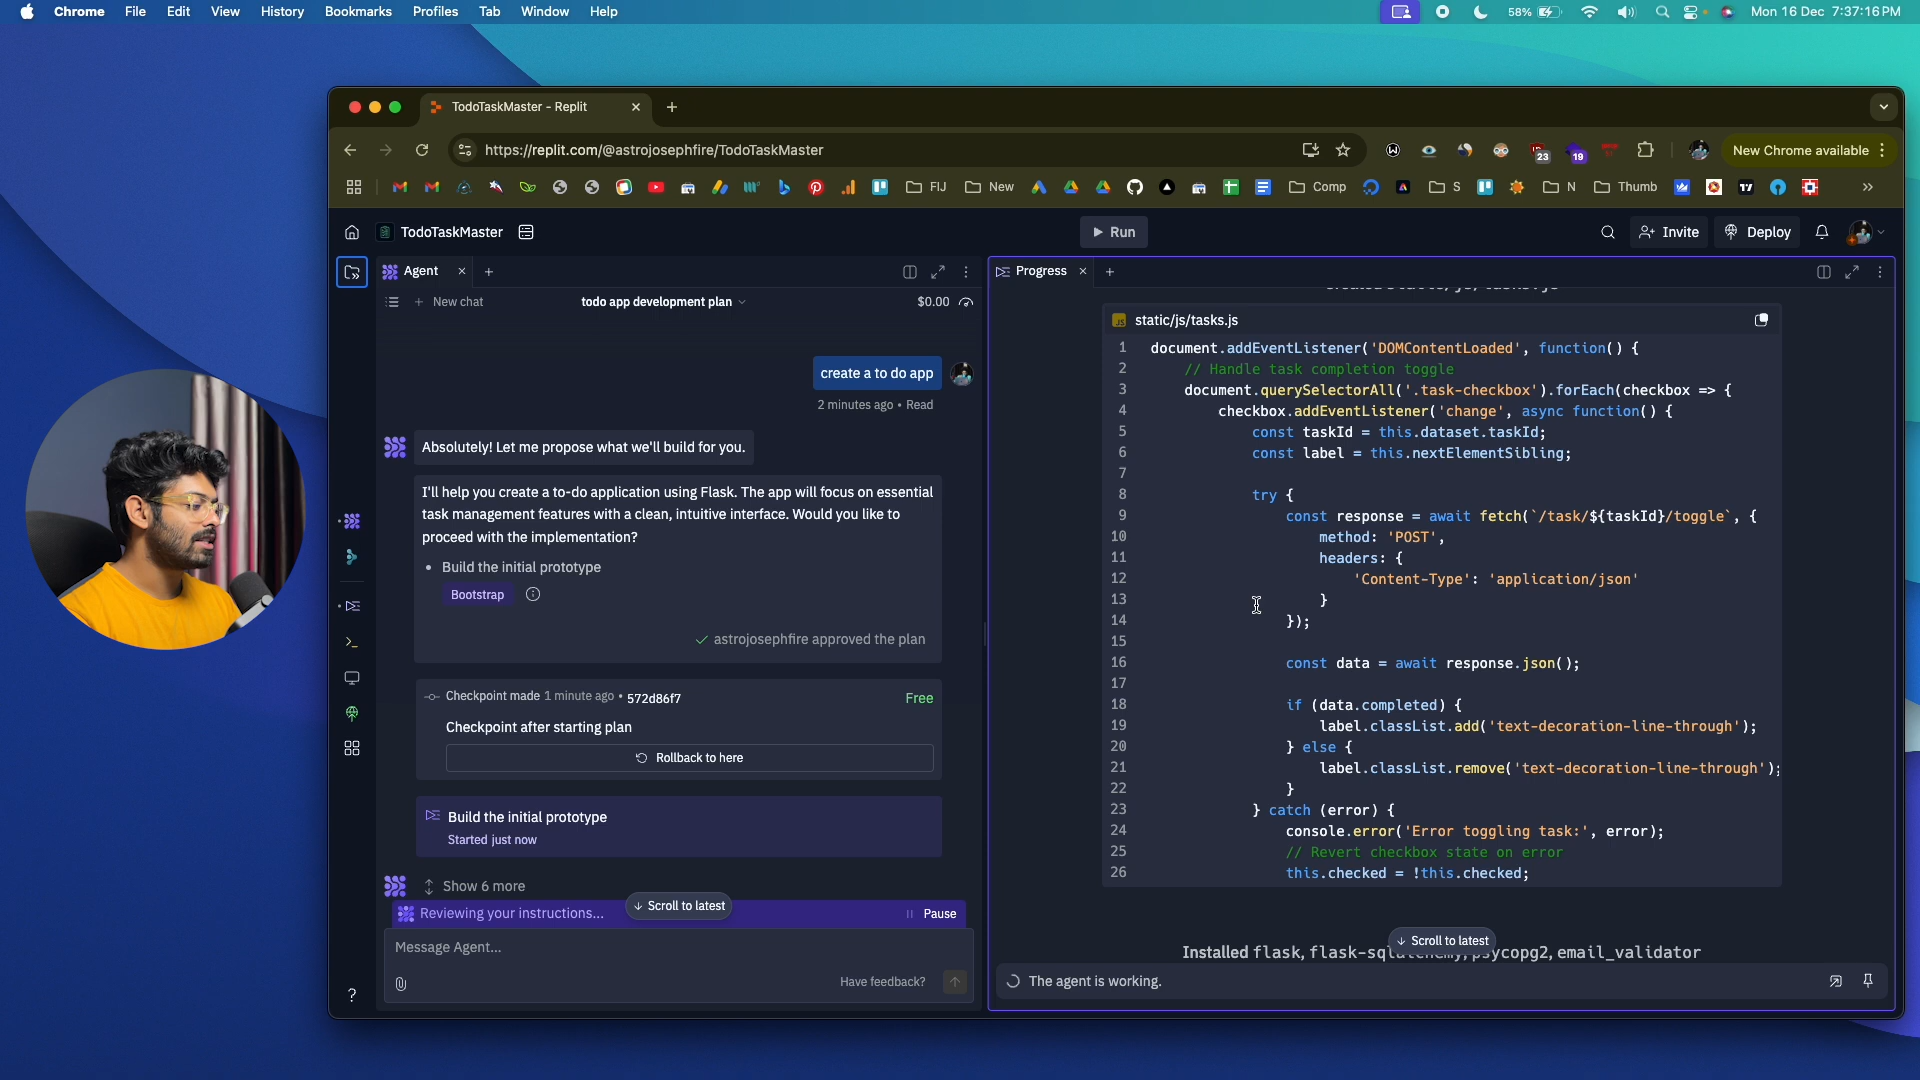 Chrome File Edit View History Bookmarks Profiles Tab Window Help
58% Mon 16 Dec 7:37:16 PM
TodoTaskMaster - Replit
https://replit.com/@astrojosephfire/TodoTaskMaster
23
19
New Chrome available
FIJ New Comp S N Thumb
TodoTaskMaster
Run
Invite Deploy
Agent
New chat
todo app development plan
$0.00
create a to do app
2 minutes ago • Read
Absolutely! Let me propose what we'll build for you.
I'll help you create a to-do application using Flask. The app will focus on essential
task management features with a clean, intuitive interface. Would you like to
proceed with the implementation?
• Build the initial prototype
Bootstrap
astrojosephfire approved the plan
Checkpoint made 1 minute ago • 572d86f7
Free
Checkpoint after starting plan
Rollback to here
Build the initial prototype
Started just now
Show 6 more
Scroll to latest
Reviewing your instructions...
Pause
Message Agent...
Have feedback?
?
Progress
JS static/js/tasks.js
1 document.addEventListener('DOMContentLoaded', function() {
2 // Handle task completion toggle
3 document.querySelectorAll('.task-checkbox').forEach(checkbox => {
4 checkbox.addEventListener('change', async function() {
5 const taskId = this.dataset.taskId;
6 const label = this.nextElementSibling;
7
8 try {
9 const response = await fetch(`/task/${taskId}/toggle`, {
10 method: 'POST',
11 headers: {
12 'Content-Type': 'application/json'
13 }
14 });
15
16 const data = await response.json();
17
18 if (data.completed) {
19 label.classList.add('text-decoration-line-through');
20 } else {
21 label.classList.remove('text-decoration-line-through');
22 }
23 } catch (error) {
24 console.error('Error toggling task:', error);
25 // Revert checkbox state on error
26 this.checked = !this.checked;
Scroll to latest
Installed flask, flask-sqlalchemy, psycopg2, email_validator
The agent is working.